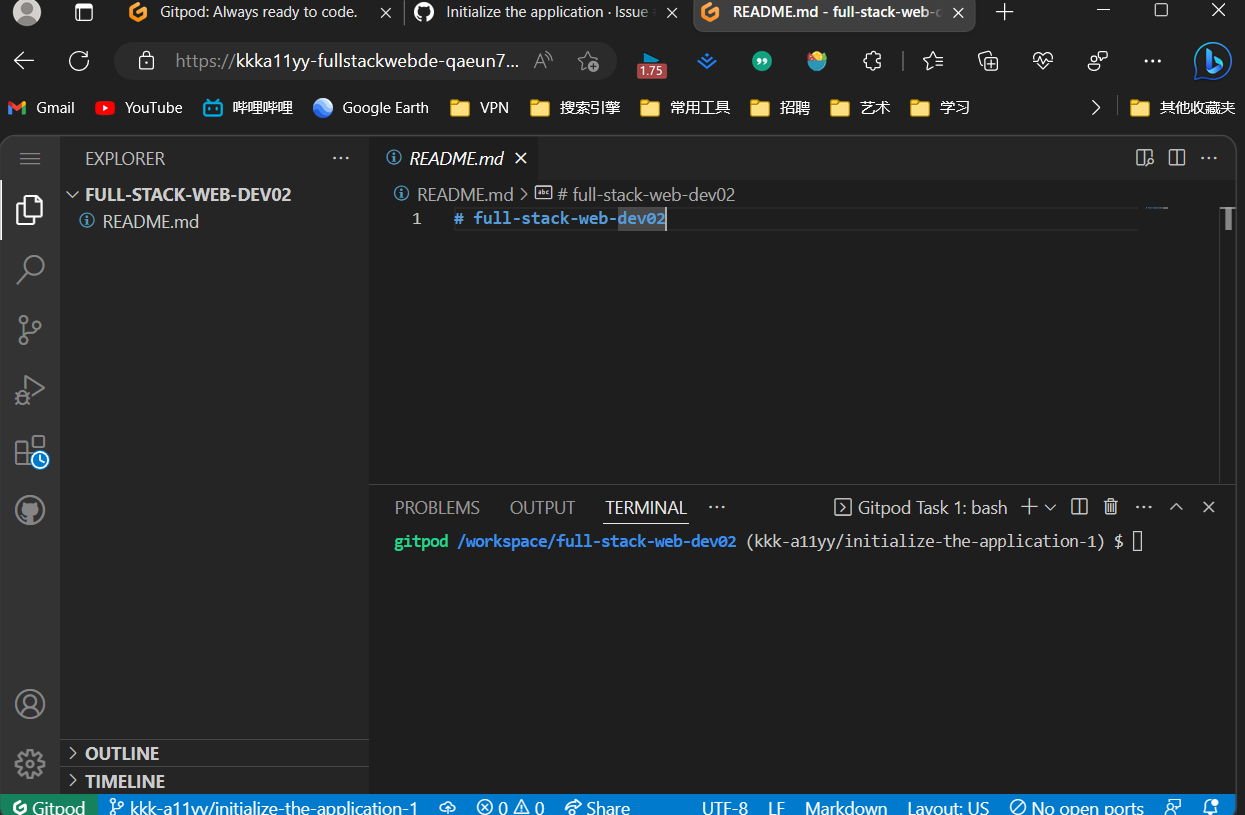 Gitpod: Always ready to code.
Initialize the application · Issue
README.md - full-stack-web-d
https://kkka11yy-fullstackwebde-qaeun7...
1.75
Gmail
YouTube
哔哩哔哩
Google Earth
VPN
搜索引擎
常用工具
招聘
艺术
学习
其他收藏夹
EXPLORER
README.md
FULL-STACK-WEB-DEV02
README.md
README.md > # full-stack-web-dev02
1 # full-stack-web-dev02
PROBLEMS OUTPUT TERMINAL
Gitpod Task 1: bash
gitpod /workspace/full-stack-web-dev02 (kkk-a11yy/initialize-the-application-1) $
OUTLINE
TIMELINE
Gitpod kkk-a11yy/initialize-the-application-1 0 0 Share UTF-8 LF Markdown Layout: US No open ports